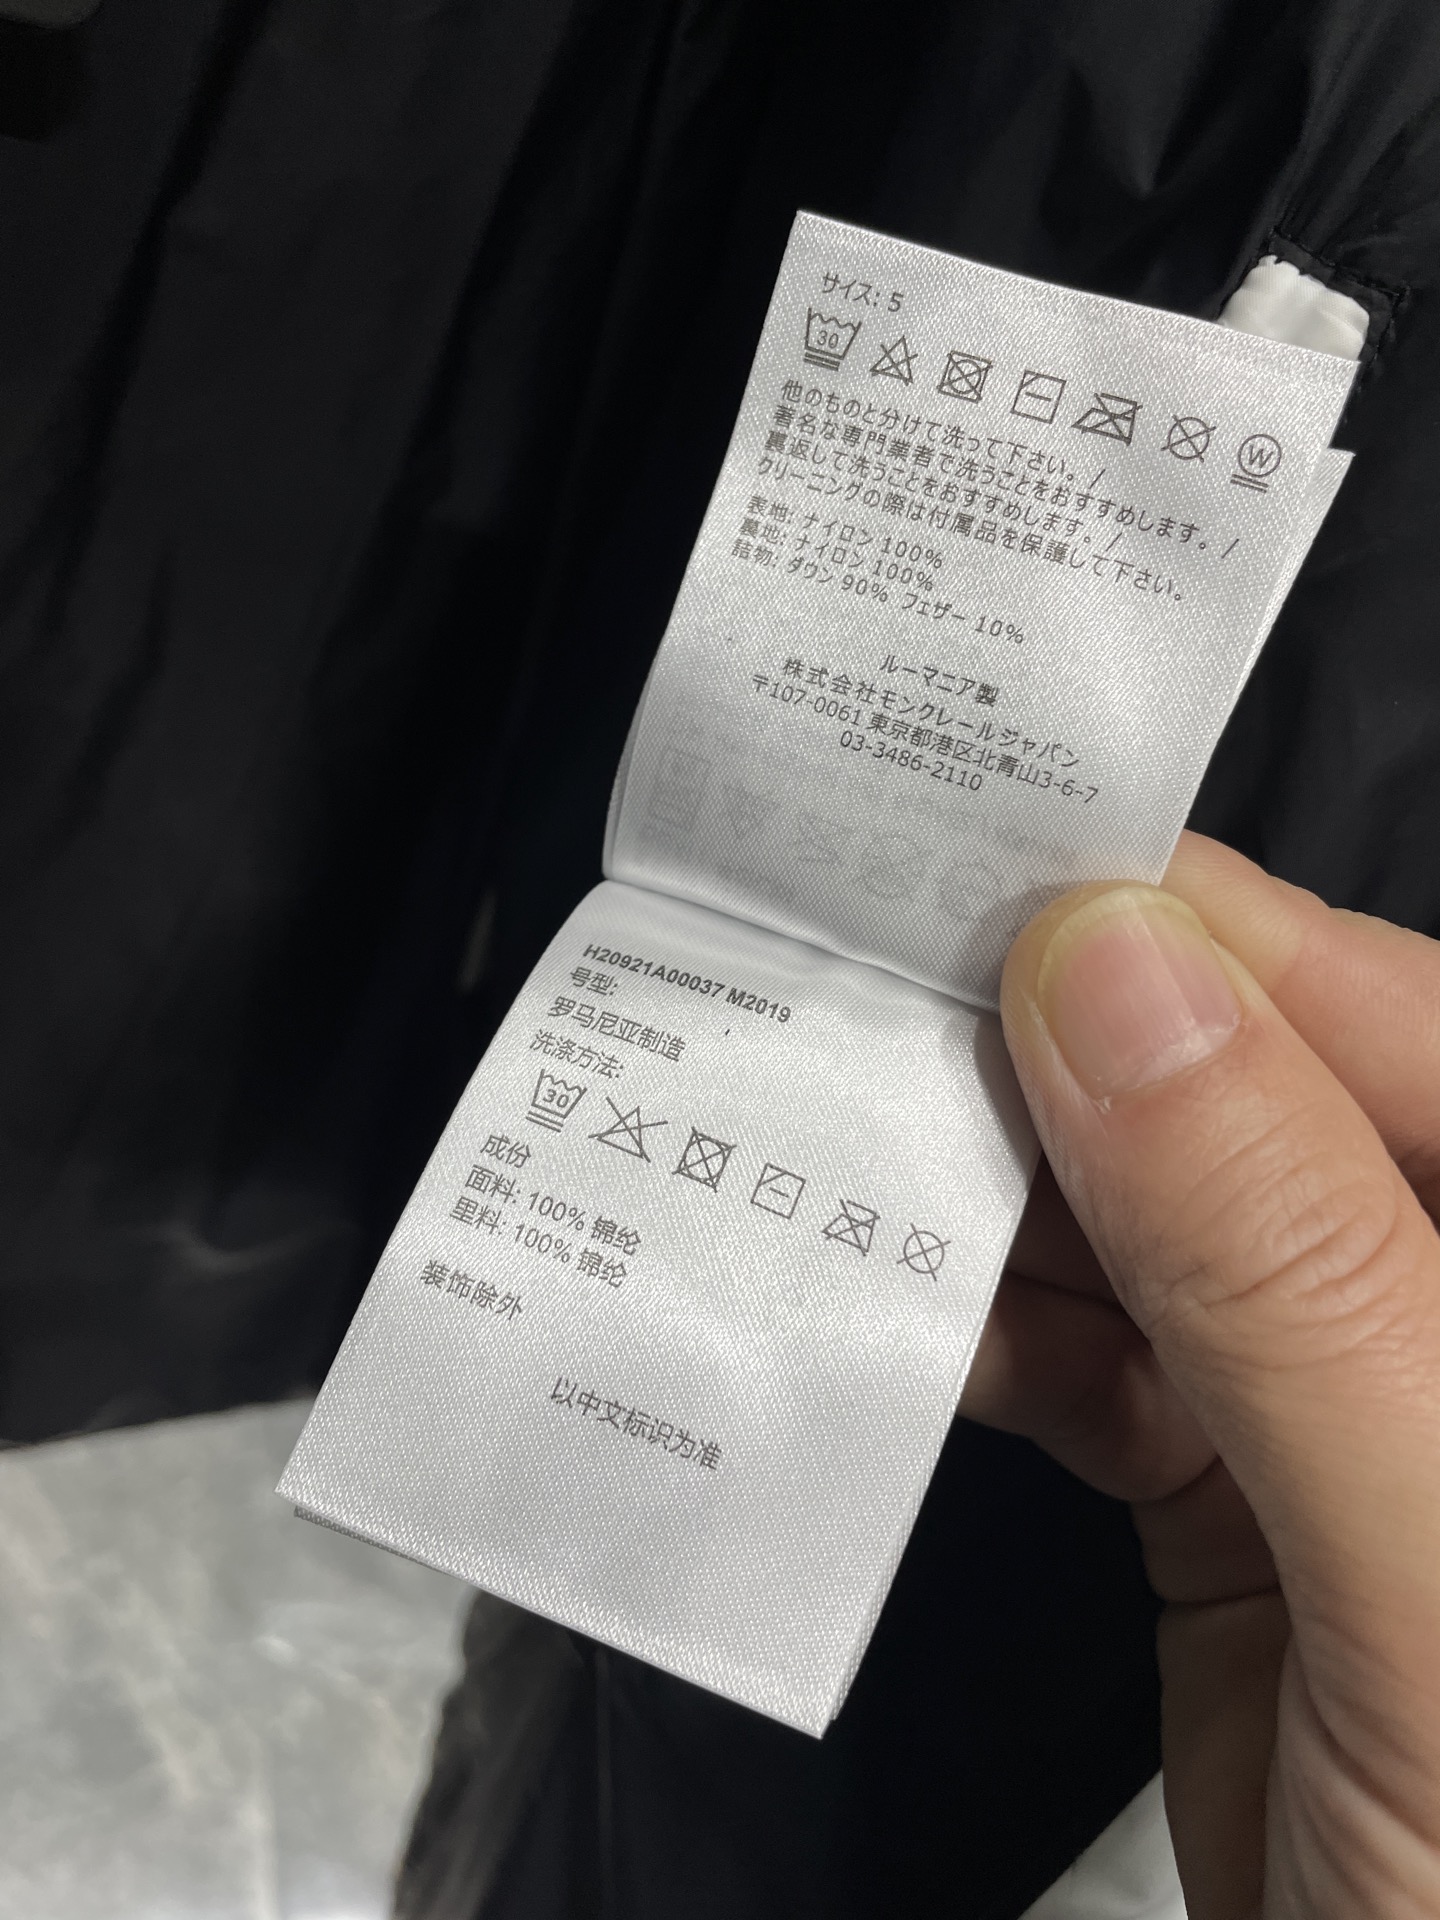 サイズ: 5
30
W
他のものと分けて洗って下さい。/
著名な専門業者で洗うことをおすすめします。/
裏返して洗うことをおすすめします。/
クリーニングの際は付属品を保護して下さい。
表地: ナイロン 100%
裏地: ナイロン 100%
詰物: ダウン 90% フェザー 10%
ルーマニア製
株式会社モンクレールジャパン
〒107-0061 東京都港区北青山3-6-7
03-3486-2110
H20921A00037 M2019
号型:
罗马尼亚制造
洗涤方法:
30
成份
面料: 100% 锦纶
里料: 100% 锦纶
装饰除外
以中文标识为准